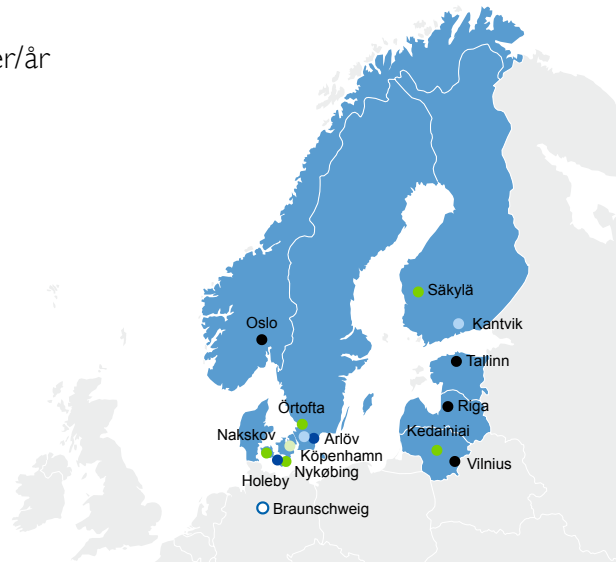 er/år
Säkylä
Oslo
Kantvik
Tallinn
Riga
Örtofta
Nakskov
Arlöv
Kedainiai
Köpenhamn
Vilnius
Nykøbing
Holeby
Braunschweig